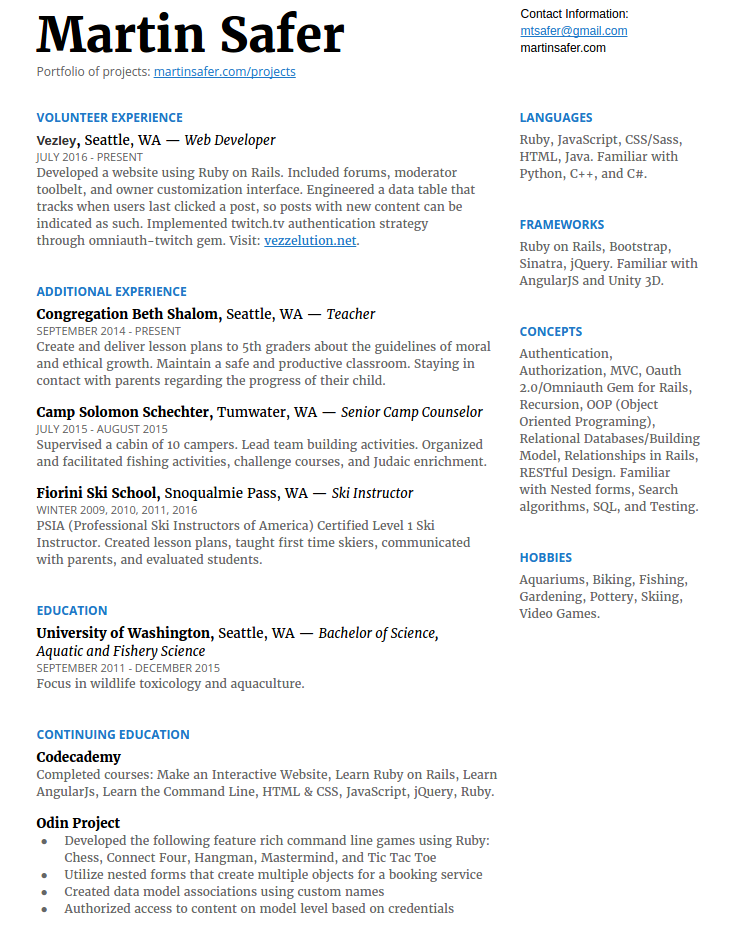 Martin Safer
Portfolio of projects: martinsafer.com/projects
Contact Information:
mtsafer@gmail.com
martinsafer.com
VOLUNTEER EXPERIENCE
Vezley, Seattle, WA — Web Developer
JULY 2016 - PRESENT
Developed a website using Ruby on Rails. Included forums, moderator
toolbelt, and owner customization interface. Engineered a data table that
tracks when users last clicked a post, so posts with new content can be
indicated as such. Implemented twitch.tv authentication strategy
through omniauth-twitch gem. Visit: vezzelution.net.
ADDITIONAL EXPERIENCE
Congregation Beth Shalom, Seattle, WA — Teacher
SEPTEMBER 2014 - PRESENT
Create and deliver lesson plans to 5th graders about the guidelines of moral
and ethical growth. Maintain a safe and productive classroom. Staying in
contact with parents regarding the progress of their child.
Camp Solomon Schechter, Tumwater, WA — Senior Camp Counselor
JULY 2015 - AUGUST 2015
Supervised a cabin of 10 campers. Lead team building activities. Organized
and facilitated fishing activities, challenge courses, and Judaic enrichment.
Fiorini Ski School, Snoqualmie Pass, WA — Ski Instructor
WINTER 2009, 2010, 2011, 2016
PSIA (Professional Ski Instructors of America) Certified Level 1 Ski
Instructor. Created lesson plans, taught first time skiers, communicated
with parents, and evaluated students.
EDUCATION
University of Washington, Seattle, WA — Bachelor of Science,
Aquatic and Fishery Science
SEPTEMBER 2011 - DECEMBER 2015
Focus in wildlife toxicology and aquaculture.
CONTINUING EDUCATION
Codecademy
Completed courses: Make an Interactive Website, Learn Ruby on Rails, Learn
AngularJs, Learn the Command Line, HTML & CSS, JavaScript, jQuery, Ruby.
Odin Project
● Developed the following feature rich command line games using Ruby:
Chess, Connect Four, Hangman, Mastermind, and Tic Tac Toe
● Utilize nested forms that create multiple objects for a booking service
● Created data model associations using custom names
● Authorized access to content on model level based on credentials
LANGUAGES
Ruby, JavaScript, CSS/Sass,
HTML, Java. Familiar with
Python, C++, and C#.
FRAMEWORKS
Ruby on Rails, Bootstrap,
Sinatra, jQuery. Familiar with
AngularJS and Unity 3D.
CONCEPTS
Authentication,
Authorization, MVC, Oauth
2.0/Omniauth Gem for Rails,
Recursion, OOP (Object
Oriented Programing),
Relational Databases/Building
Model, Relationships in Rails,
RESTful Design. Familiar
with Nested forms, Search
algorithms, SQL, and Testing.
HOBBIES
Aquariums, Biking, Fishing,
Gardening, Pottery, Skiing,
Video Games.